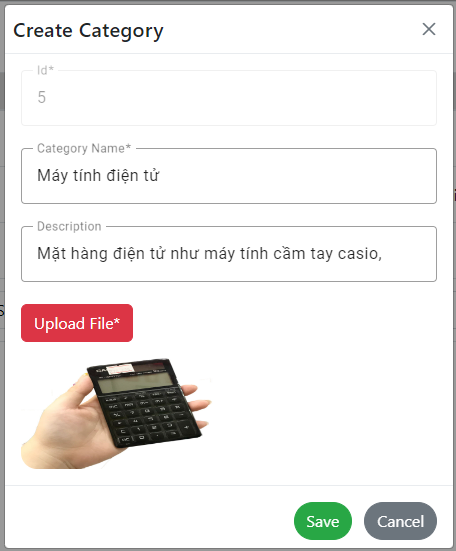 Create Category
Id*
5
Category Name*
Máy tính điện tử
Description
Mặt hàng điện tử như máy tính cầm tay casio,
Upload File*
Save
Cancel